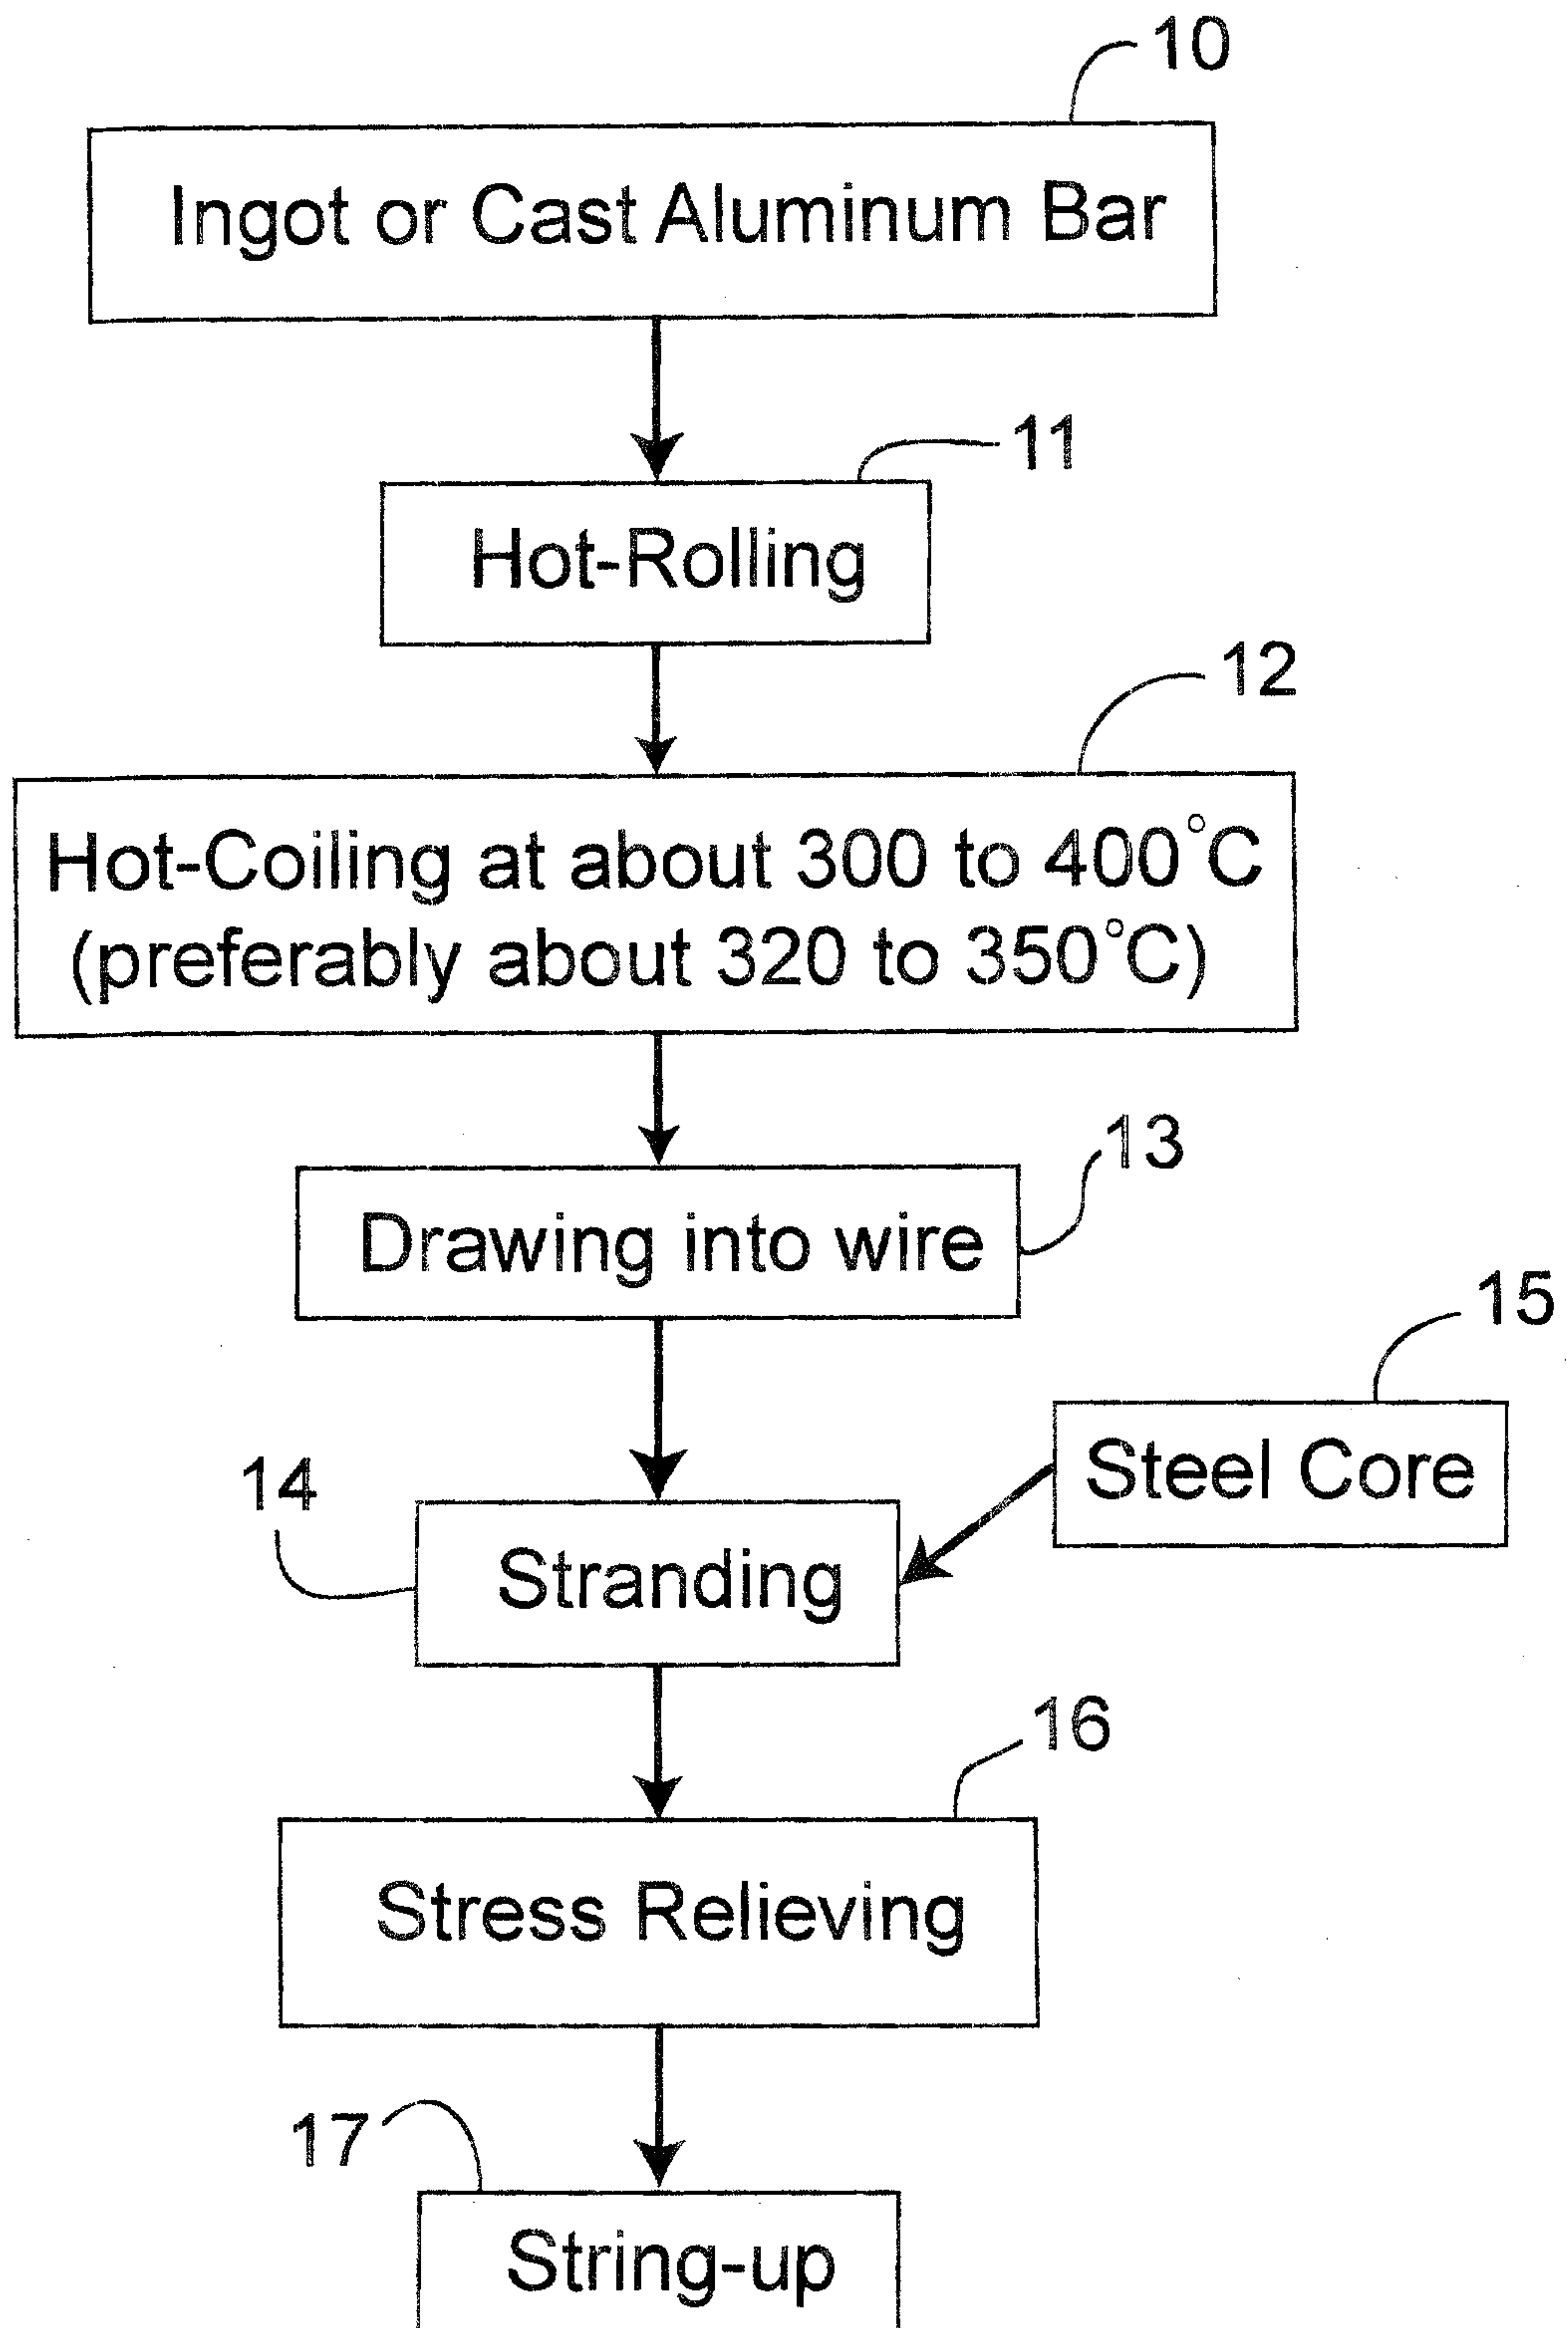 10
Ingot or Cast Aluminum Bar
11
Hot-Rolling
12
Hot-Coiling at about 300 to 400°C
(preferably about 320 to 350°C)
13
Drawing into wire
15
Steel Core
14
Stranding
16
Stress Relieving
17
String-up